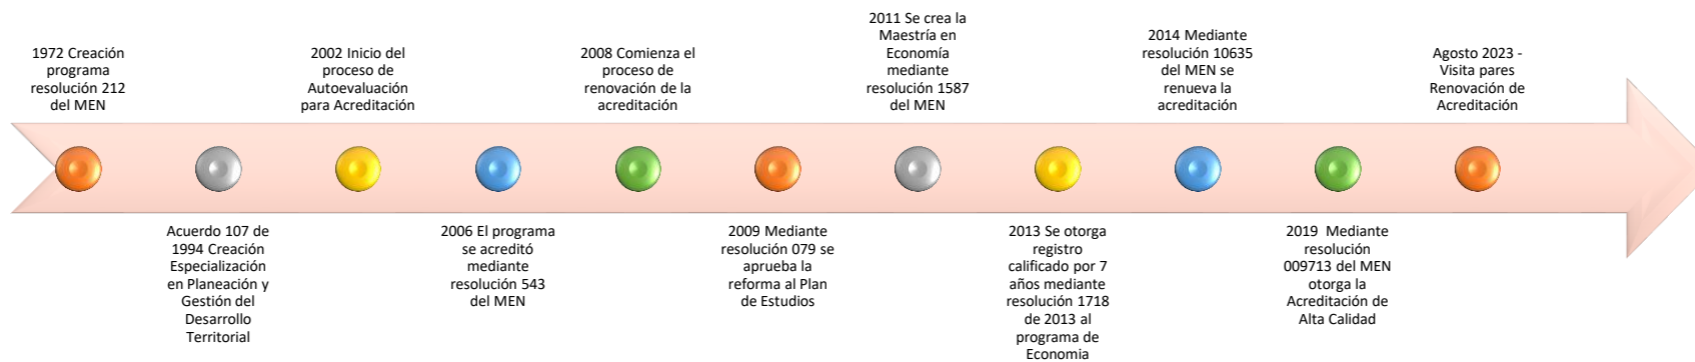 1972 Creación
programa
resolución 212
del MEN
Acuerdo 107 de
1994 Creación
Especialización
en Planeación y
Gestión del
Desarrollo
Territorial
2002 Inicio del
proceso de
Autoevaluación
para Acreditación
2006 El programa
se acreditó
mediante
resolución 543
del MEN
2008 Comienza el
proceso de
renovación de la
acreditación
2009 Mediante
resolución 079 se
aprueba la
reforma al Plan
de Estudios
2011 Se crea la
Maestría en
Economía
mediante
resolución 1587
del MEN
2013 Se otorga
registro
calificado por 7
años mediante
resolución 1718
de 2013 al
programa de
Economia
2014 Mediante
resolución 10635
del MEN se
renueva la
acreditación
2019 Mediante
resolución
009713 del MEN
otorga la
Acreditación de
Alta Calidad
Agosto 2023 -
Visita pares
Renovación de
Acreditación